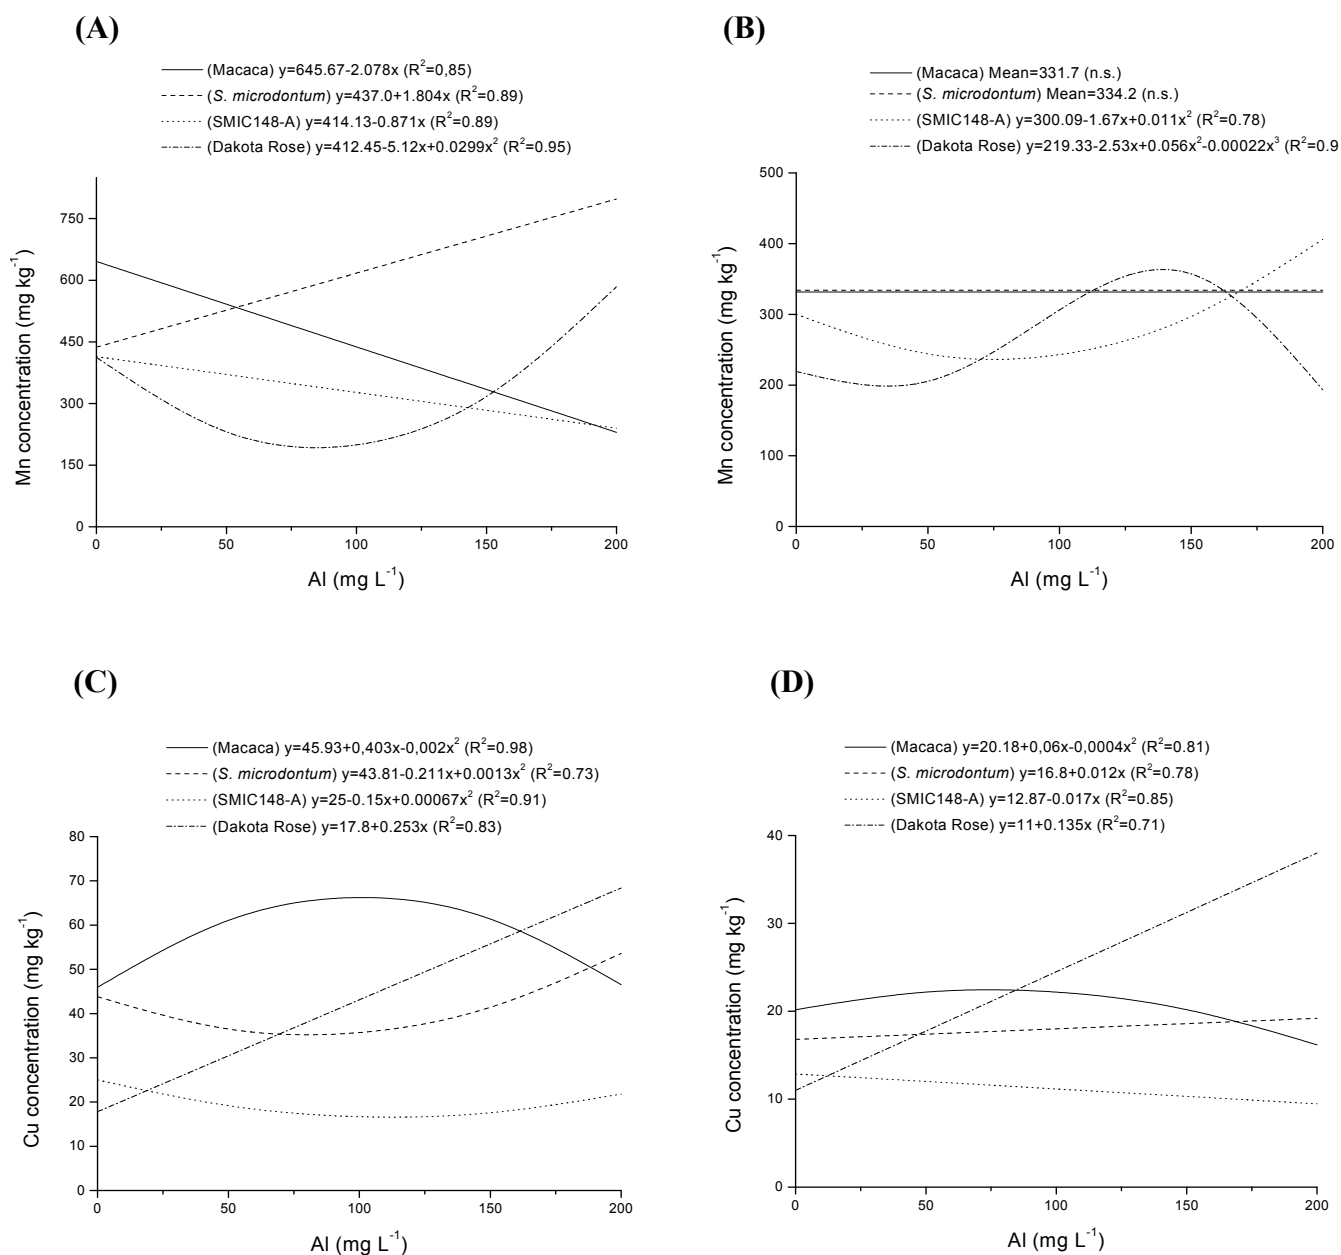 (A)
(Macaca) y=645.67-2.078x (R²=0,85)
(S. microdontum) y=437.0+1.804x (R²=0.89)
(SMIC148-A) y=414.13-0.871x (R²=0.89)
(Dakota Rose) y=412.45-5.12x+0.0299x² (R²=0.95)
Mn concentration (mg kg⁻¹)
750
600
450
300
150
0
0 50 100 150 200
Al (mg L⁻¹)
(B)
(Macaca) Mean=331.7 (n.s.)
(S. microdontum) Mean=334.2 (n.s.)
(SMIC148-A) y=300.09-1.67x+0.011x² (R²=0.78)
(Dakota Rose) y=219.33-2.53x+0.056x²-0.00022x³ (R²=0.9
Mn concentration (mg kg⁻¹)
500
400
300
200
100
0
0 50 100 150 200
Al (mg L⁻¹)
(C)
(Macaca) y=45.93+0,403x-0,002x² (R²=0.98)
(S. microdontum) y=43.81-0.211x+0.0013x² (R²=0.73)
(SMIC148-A) y=25-0.15x+0.00067x² (R²=0.91)
(Dakota Rose) y=17.8+0.253x (R²=0.83)
Cu concentration (mg kg⁻¹)
80
70
60
50
40
30
20
10
0
0 50 100 150 200
Al (mg L⁻¹)
(D)
(Macaca) y=20.18+0,06x-0,0004x² (R²=0.81)
(S. microdontum) y=16.8+0.012x (R²=0.78)
(SMIC148-A) y=12.87-0.017x (R²=0.85)
(Dakota Rose) y=11+0.135x (R²=0.71)
Cu concentration (mg kg⁻¹)
40
30
20
10
0
0 50 100 150 200
Al (mg L⁻¹)